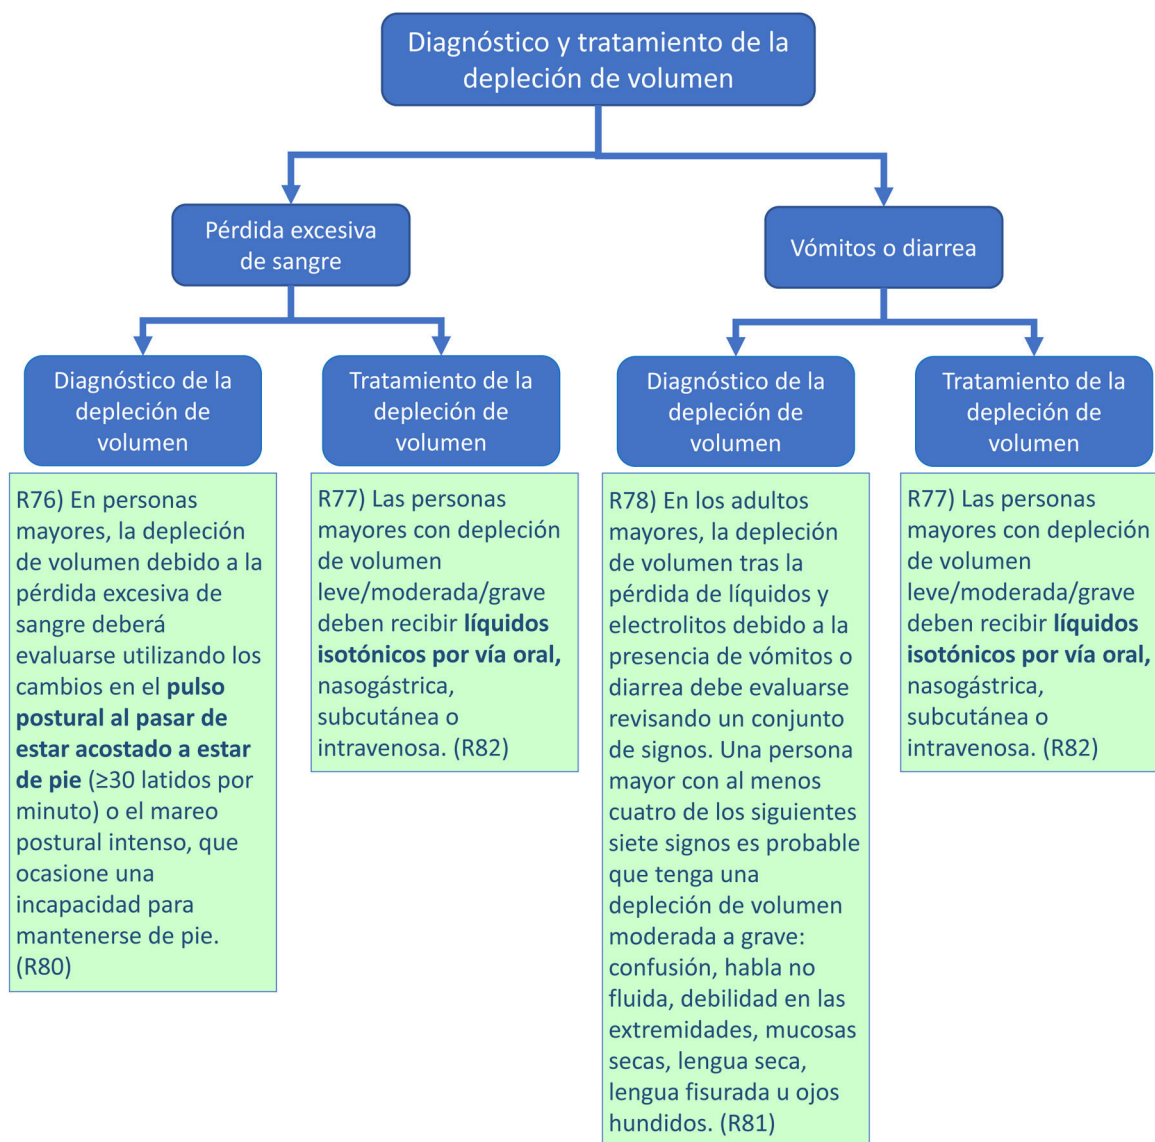 Diagnóstico y tratamiento de la
depleción de volumen
Pérdida excesiva
de sangre
Vómitos o diarrea
Diagnóstico de la
depleción de
volumen
Tratamiento de la
depleción de
volumen
Diagnóstico de la
depleción de
volumen
Tratamiento de la
depleción de
volumen
R76) En personas
mayores, la depleción
de volumen debido a la
pérdida excesiva de
sangre deberá
evaluarse utilizando los
cambios en el pulso
postural al pasar de
estar acostado a estar
de pie (≥30 latidos por
minuto) o el mareo
postural intenso, que
ocasione una
incapacidad para
mantenerse de pie.
(R80)
R77) Las personas
mayores con depleción
de volumen
leve/moderada/grave
deben recibir líquidos
isotónicos por vía oral,
nasogástrica,
subcutánea o
intravenosa. (R82)
R78) En los adultos
mayores, la depleción
de volumen tras la
pérdida de líquidos y
electrolitos debido a la
presencia de vómitos o
diarrea debe evaluarse
revisando un conjunto
de signos. Una persona
mayor con al menos
cuatro de los siguientes
siete signos es probable
que tenga una
depleción de volumen
moderada a grave:
confusión, habla no
fluida, debilidad en las
extremidades, mucosas
secas, lengua seca,
lengua fisurada u ojos
hundidos. (R81)
R77) Las personas
mayores con depleción
de volumen
leve/moderada/grave
deben recibir líquidos
isotónicos por vía oral,
nasogástrica,
subcutánea o
intravenosa. (R82)